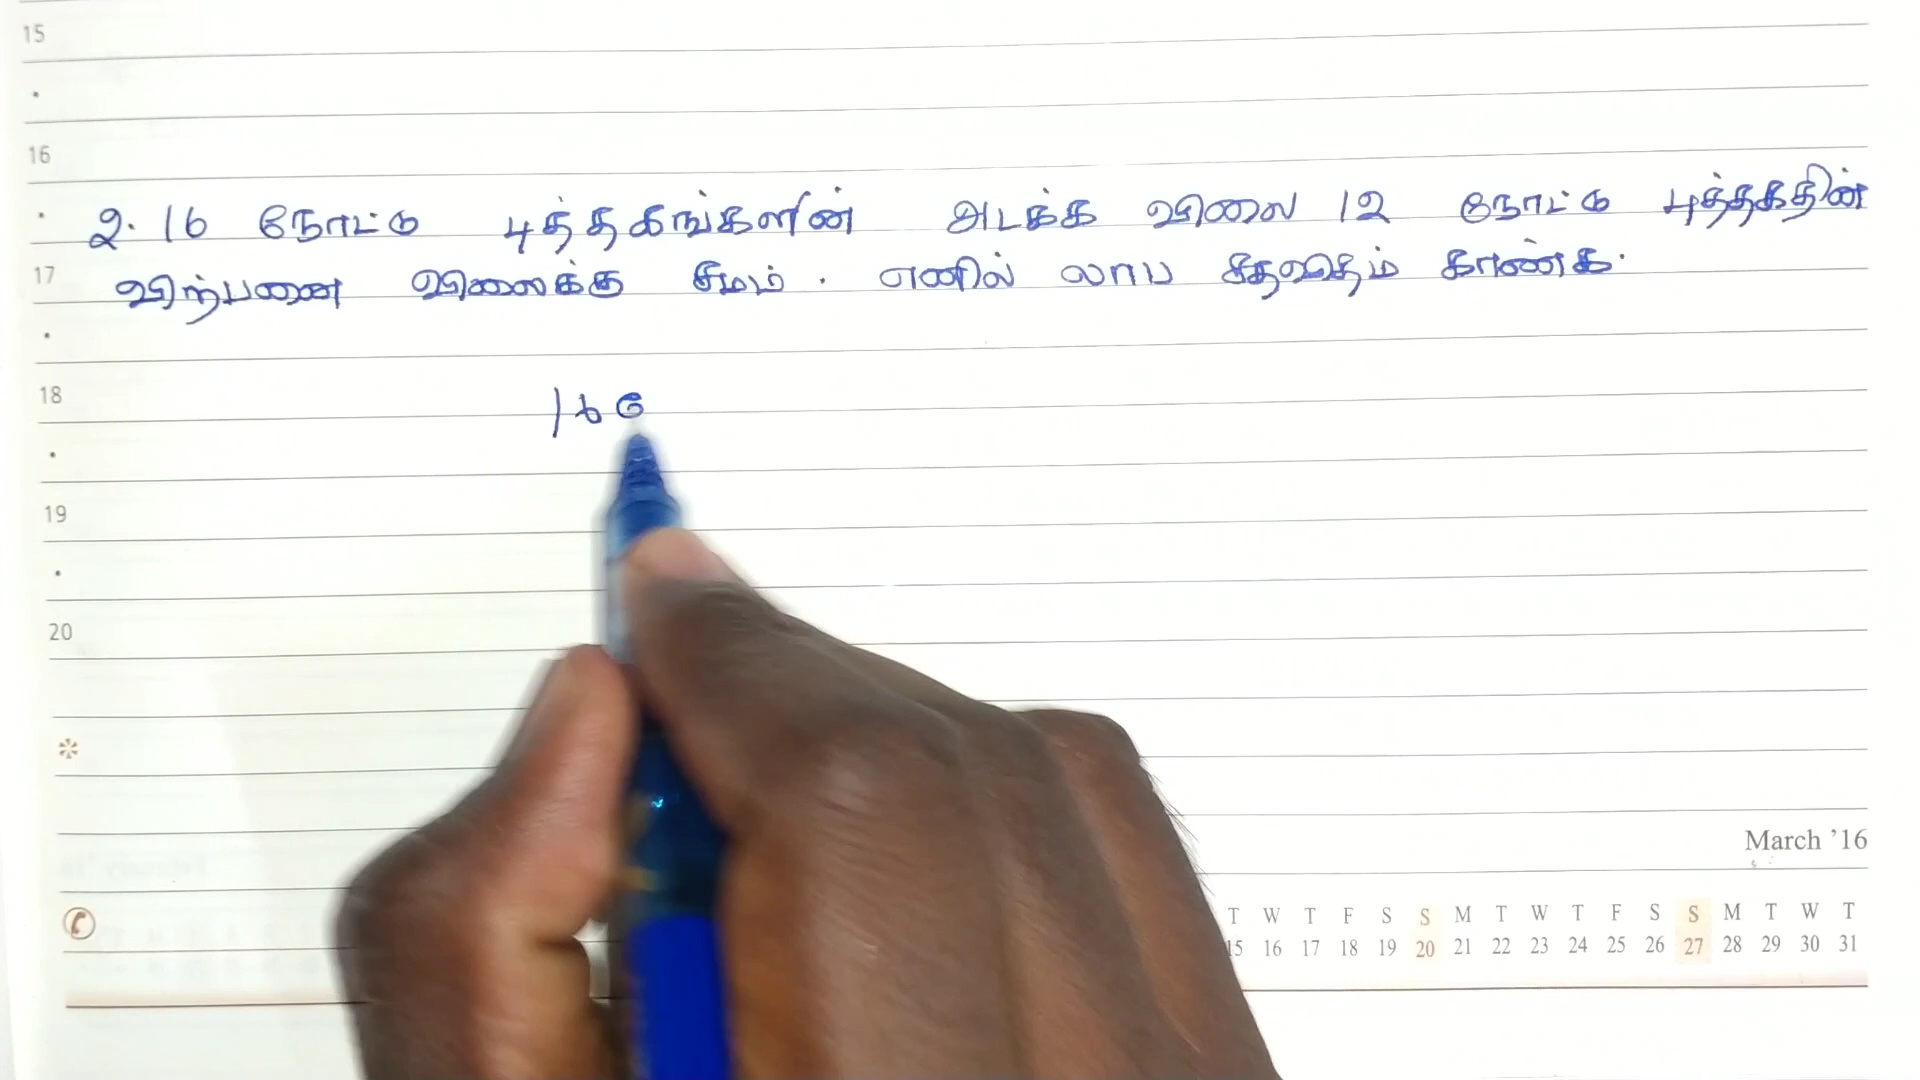 15
16
2. 16 நோட்டு புத்தகங்களின் அடக்க விலை 12 நோட்டு புத்தகதின்
17
விற்பனை விலைக்கு சமம். எனில் லாப சதவீதம் காண்க.
18
16 நே
19
20
March '16
T W T F S S M T W T F S S M T W T
15 16 17 18 19 20 21 22 23 24 25 26 27 28 29 30 31